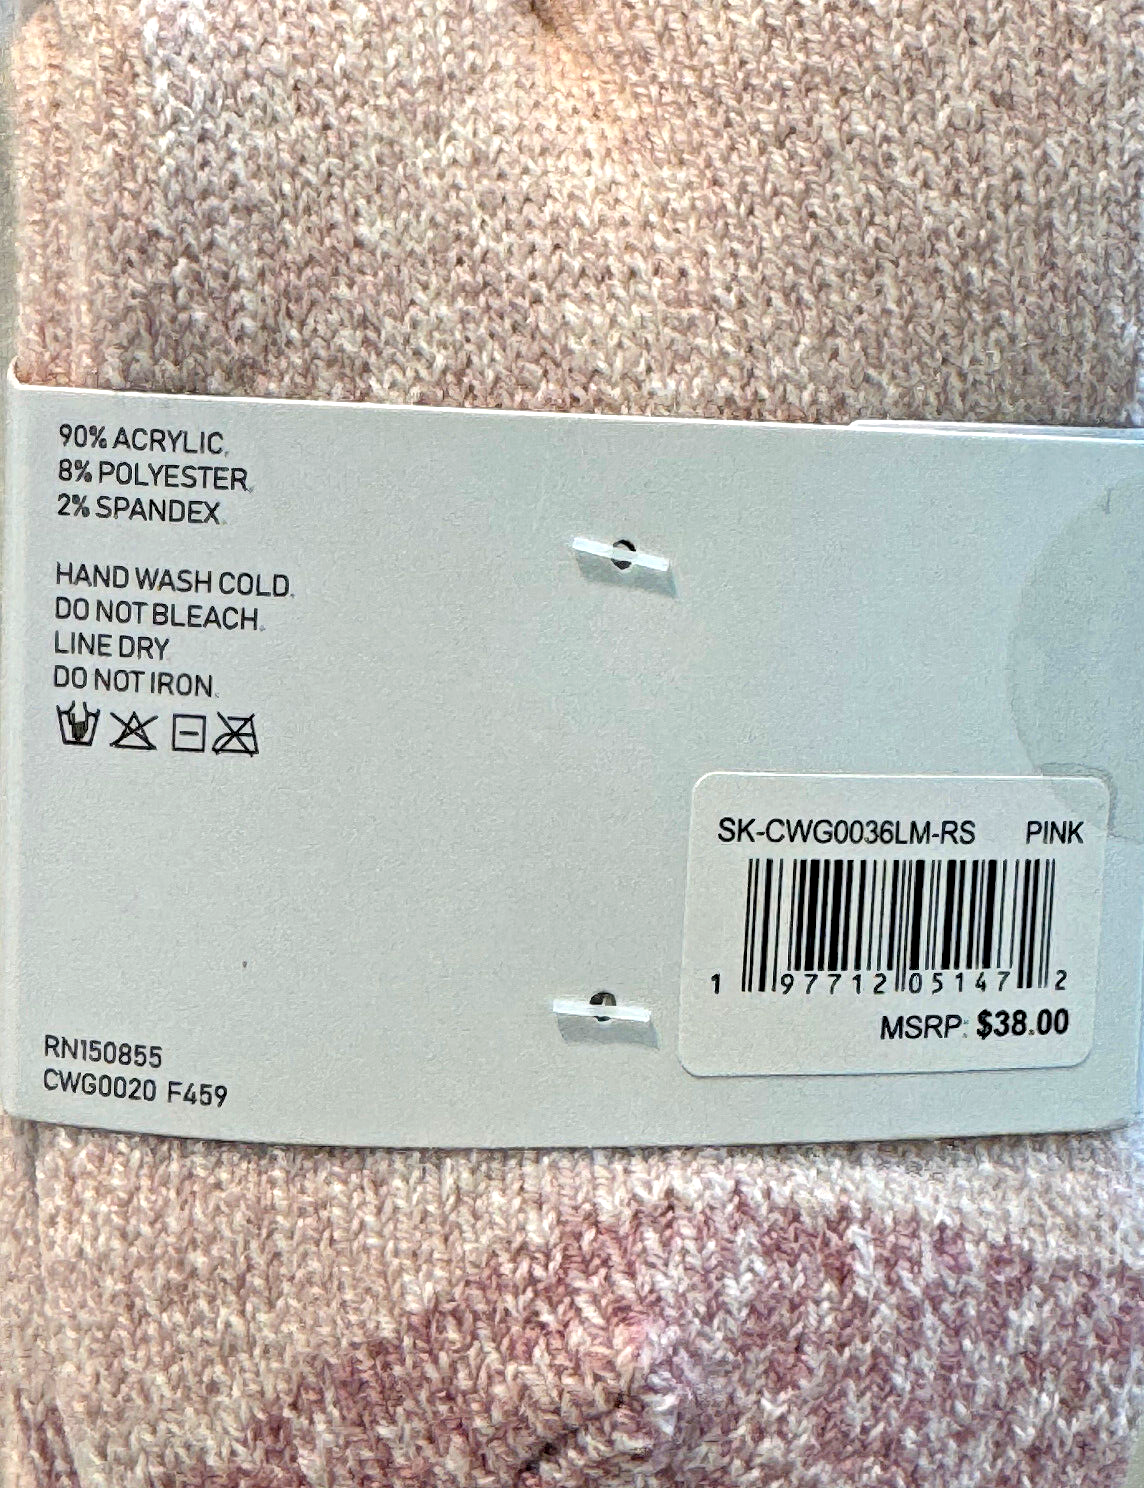 90% ACRYLIC,
8% POLYESTER,
2% SPANDEX.
HAND WASH COLD.
DO NOT BLEACH.
LINE DRY.
DO NOT IRON.
RN150855
CWG0020 F459
SK-CWG0036LM-RS PINK
1 97712 05147 2
MSRP: $38.00